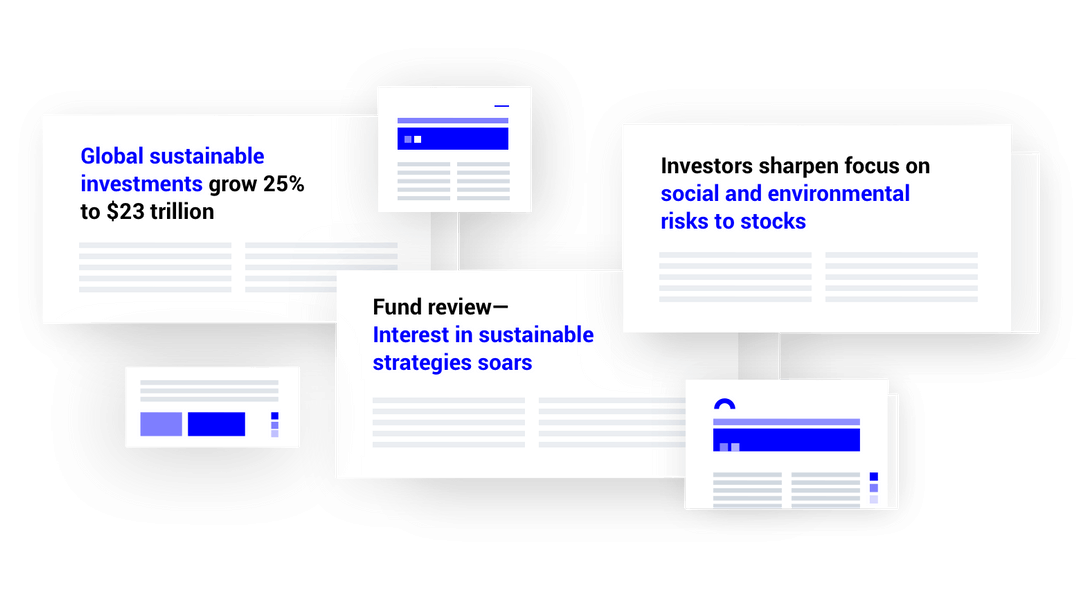 Global sustainable
investments grow 25%
to $23 trillion
Fund review—
Interest in sustainable
strategies soars
Investors sharpen focus on
social and environmental
risks to stocks